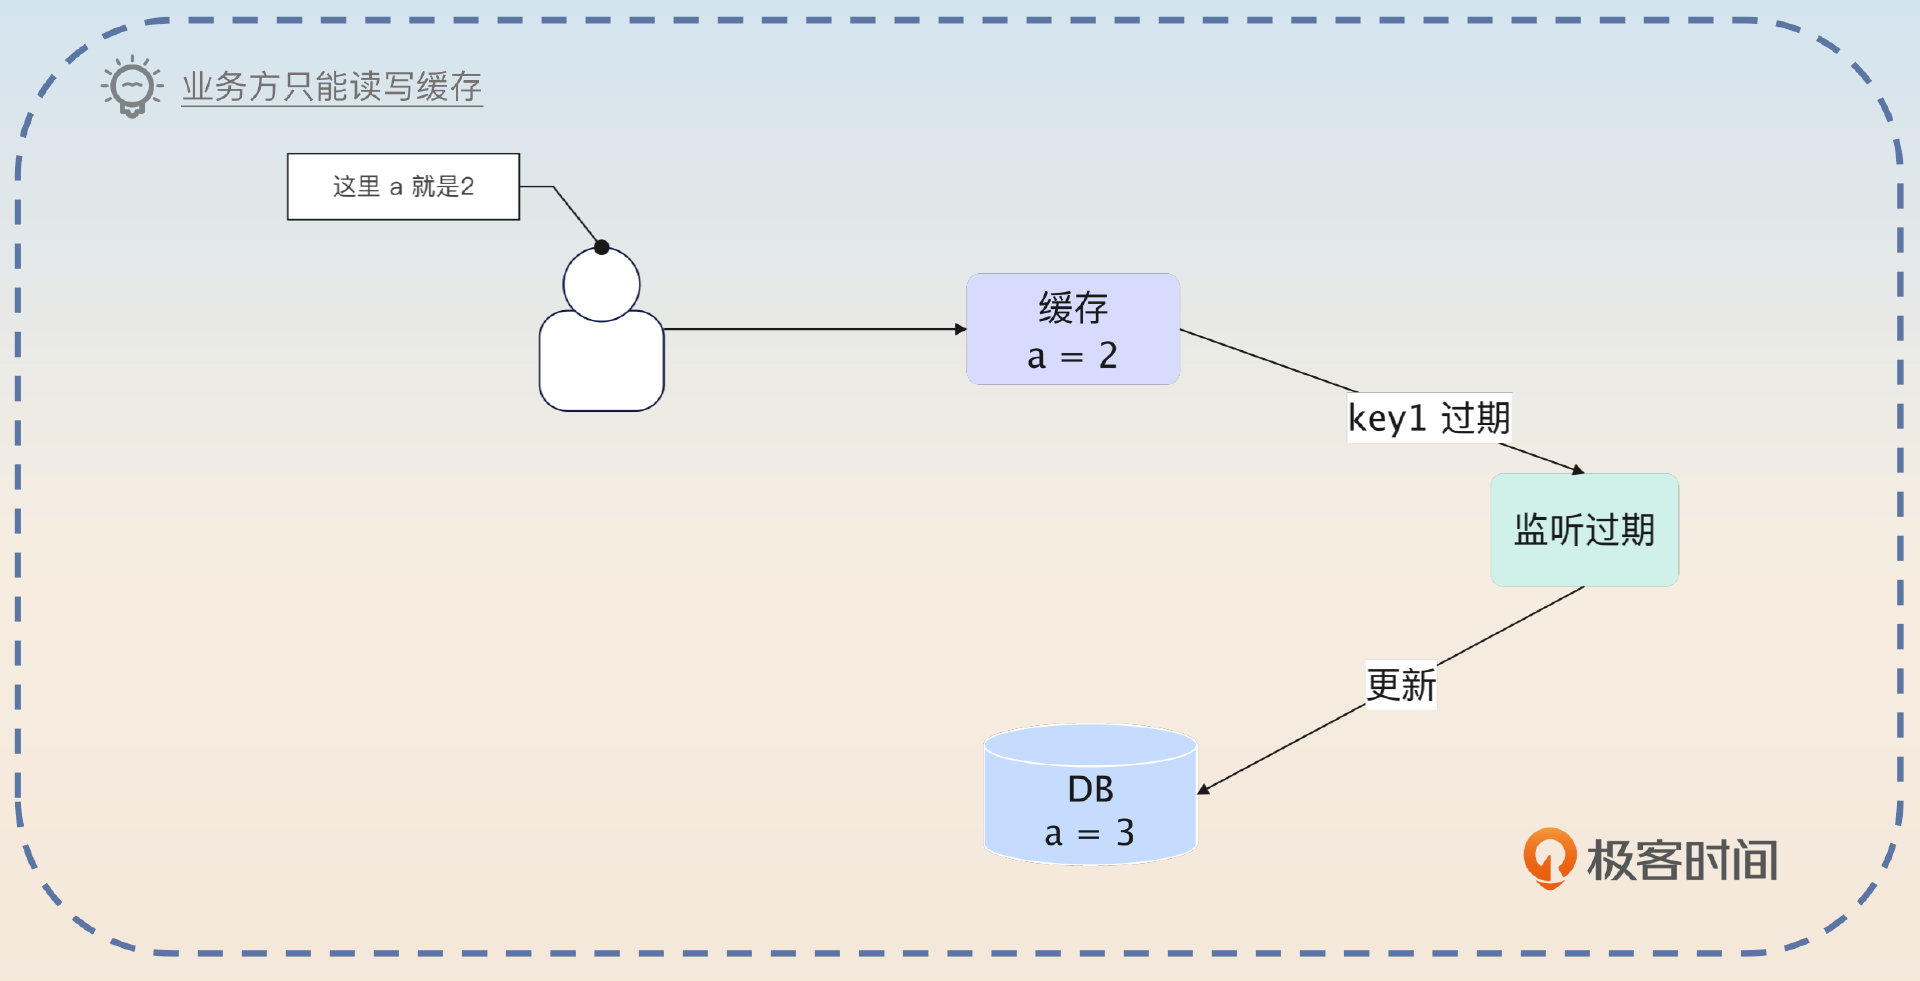 业务方只能读写缓存
这里 a 就是2
缓存
a = 2
key1 过期
监听过期
更新
DB
a = 3
极客时间